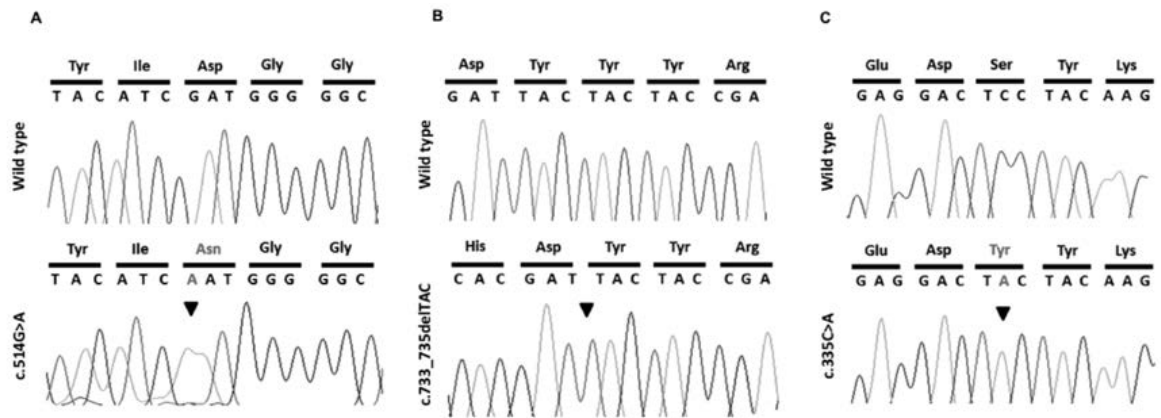 A
Tyr Ile Asp Gly Gly
T A C A T C G A T G G G G G C
Wild type
Tyr Ile Asn Gly Gly
T A C A T C A A T G G G G G C
c.514G>A
B
Asp Tyr Tyr Tyr Arg
G A T T A C T A C T A C C G A
Wild type
His Asp Tyr Tyr Arg
C A C G A T T A C T A C C G A
c.733_735delTAC
C
Glu Asp Ser Tyr Lys
G A G G A C T C C T A C A A G
Wild type
Glu Asp Tyr Tyr Lys
G A G G A C T A C T A C A A G
c.335C>A